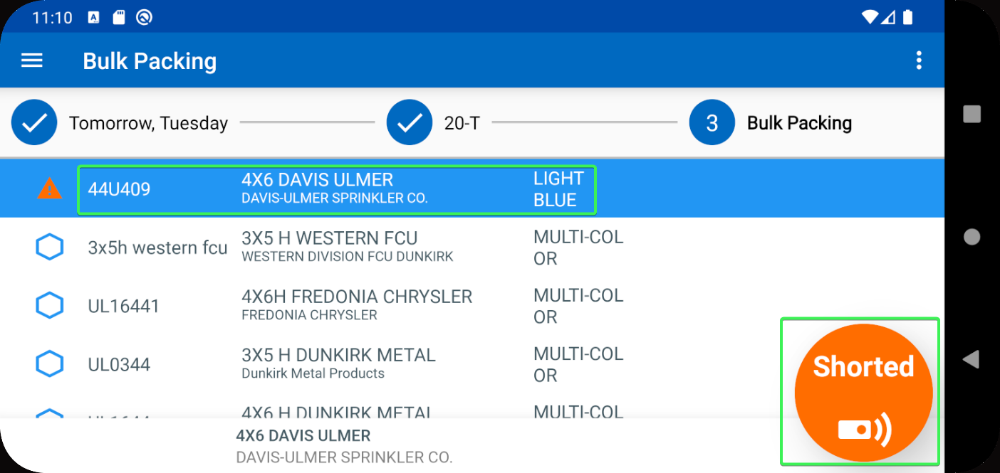 11:10
Bulk Packing
Tomorrow, Tuesday
20-T
3
Bulk Packing
44U409
4X6 DAVIS ULMER
DAVIS-ULMER SPRINKLER CO.
LIGHT
BLUE
3x5h western fcu
3X5 H WESTERN FCU
WESTERN DIVISION FCU DUNKIRK
MULTI-COL
OR
UL16441
4X6H FREDONIA CHRYSLER
FREDONIA CHRYSLER
MULTI-COL
OR
UL0344
3X5 H DUNKIRK METAL
Dunkirk Metal Products
MULTI-COL
OR
4X6 H DUNKIRK METAL
MULTI-COL
Shorted
4X6 DAVIS ULMER
DAVIS-ULMER SPRINKLER CO.